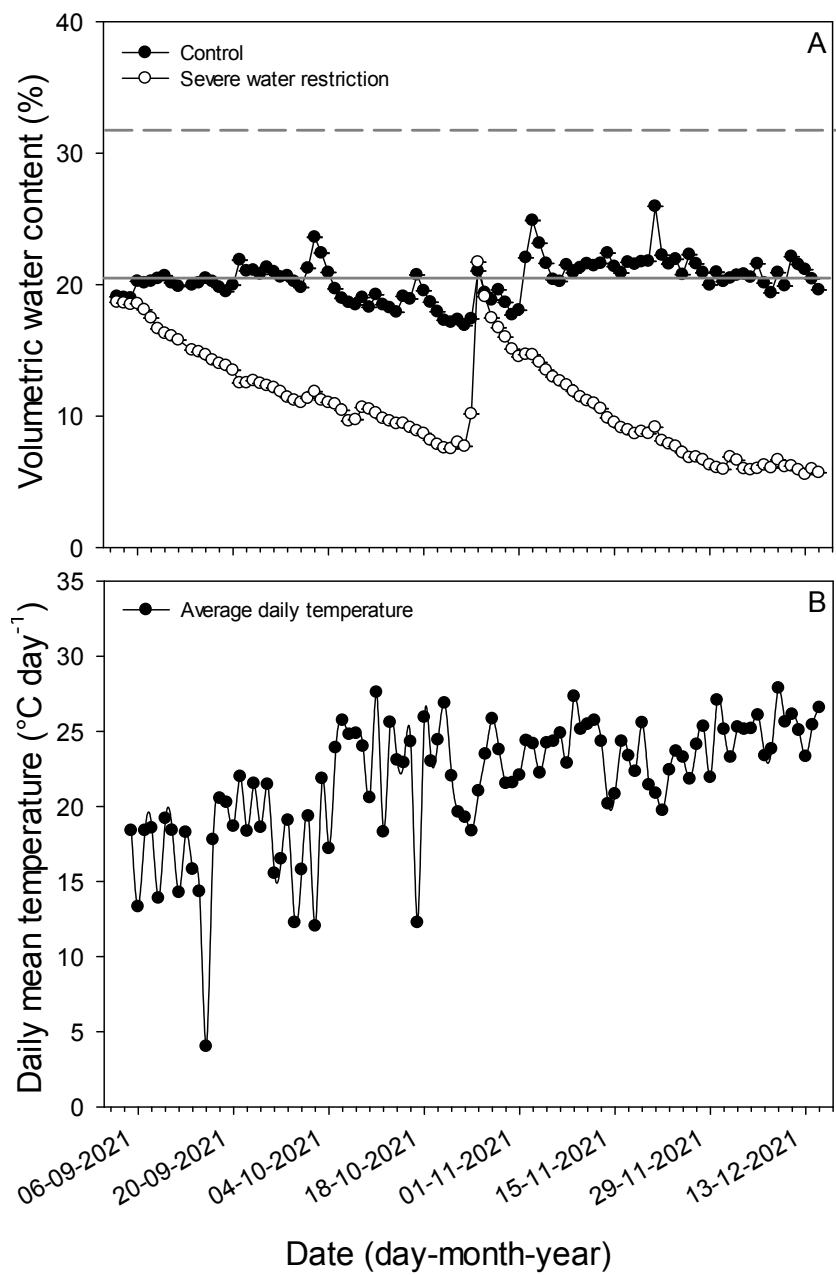 A
Control
Severe water restriction
Volumetric water content (%)
40
30
20
10
0
B
Average daily temperature
Daily mean temperature (°C day⁻¹)
35
30
25
20
15
10
5
0
06-09-2021
20-09-2021
04-10-2021
18-10-2021
01-11-2021
15-11-2021
29-11-2021
13-12-2021
Date (day-month-year)